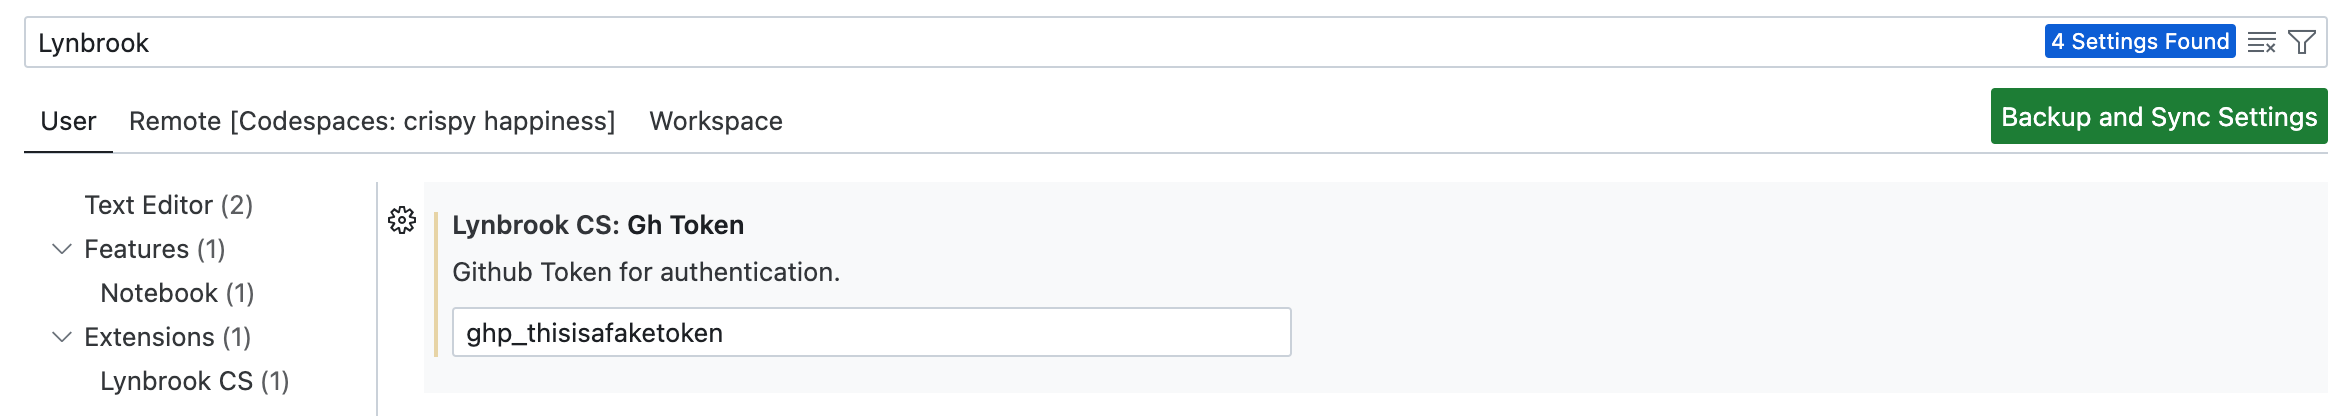 Lynbrook
4 Settings Found
User
Remote [Codespaces: crispy happiness]
Workspace
Backup and Sync Settings
Text Editor (2)
Features (1)
Notebook (1)
Extensions (1)
Lynbrook CS (1)
Lynbrook CS: Gh Token
Github Token for authentication.
ghp_thisisafaketoken